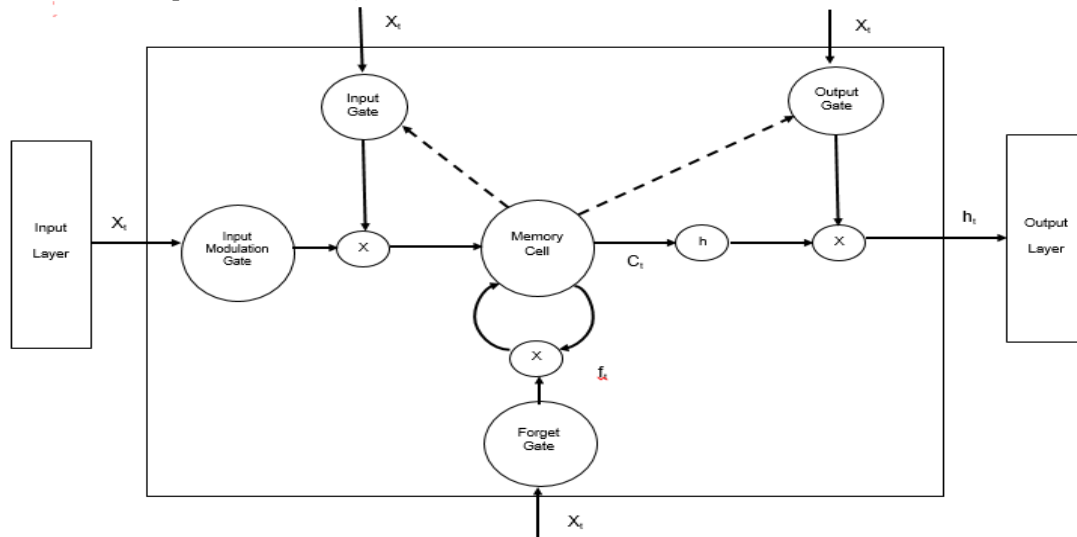 Xₜ
Xₜ
Input
Gate
Output
Gate
Input
Layer
Xₜ
Input
Modulation
Gate
X
Memory
Cell
Cₜ
h
X
hₜ
Output
Layer
X
fₜ
Forget
Gate
Xₜ